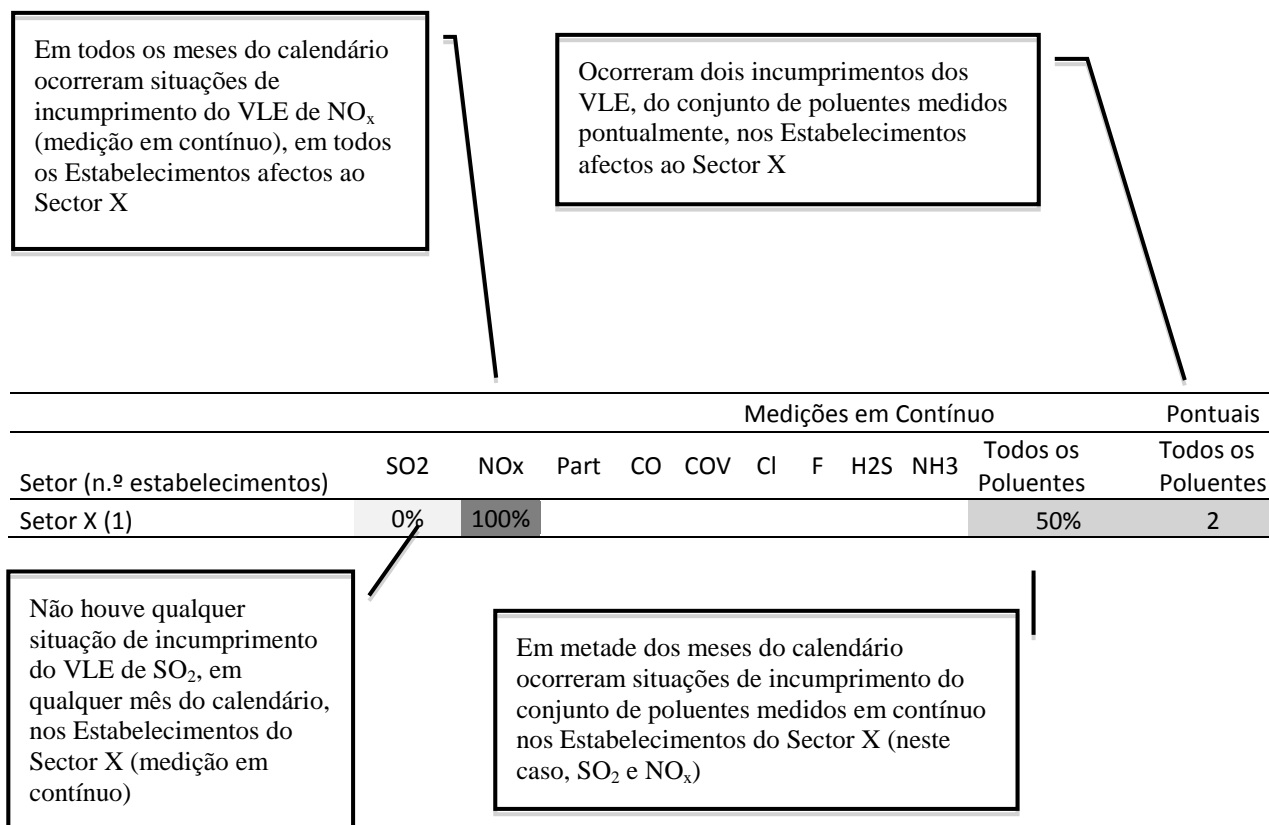 Em todos os meses do calendário
ocorreram situações de
incumprimento do VLE de NOₓ
(medição em contínuo), em todos
os Estabelecimentos afectos ao
Sector X
Ocorreram dois incumprimentos dos
VLE, do conjunto de poluentes medidos
pontualmente, nos Estabelecimentos
afectos ao Sector X
Medições em Contínuo Pontuais
Setor (n.º estabelecimentos) SO2 NOx Part CO COV Cl F H2S NH3 Todos os Poluentes Todos os Poluentes
Setor X (1) 0% 100% 50% 2
Não houve qualquer
situação de incumprimento
do VLE de SO₂, em
qualquer mês do calendário,
nos Estabelecimentos do
Sector X (medição em
contínuo)
Em metade dos meses do calendário
ocorreram situações de incumprimento do
conjunto de poluentes medidos em contínuo
nos Estabelecimentos do Sector X (neste
caso, SO₂ e NOₓ)